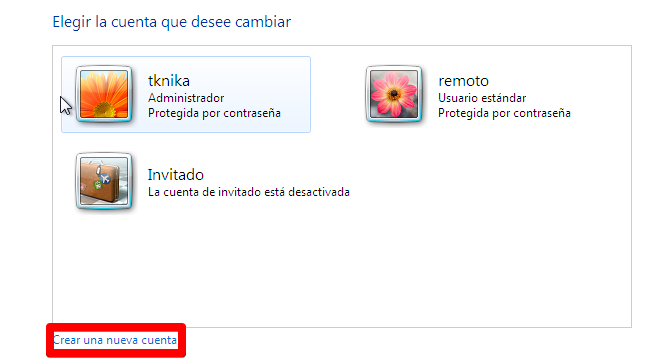 Elegir la cuenta que desee cambiar
tknika
Administrador
Protegida por contraseña
remoto
Usuario estándar
Protegida por contraseña
Invitado
La cuenta de invitado está desactivada
Crear una nueva cuenta